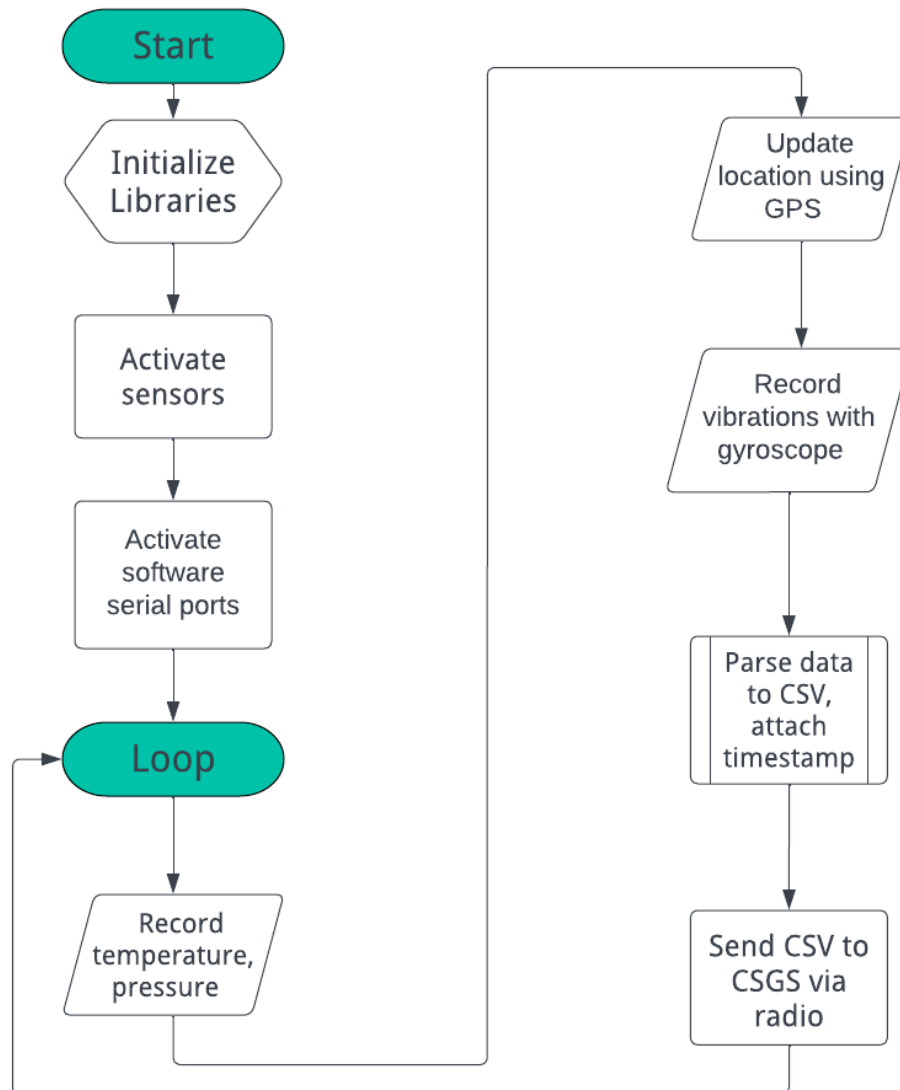 Start
Initialize
Libraries
Activate
sensors
Activate
software
serial ports
Loop
Record
temperature,
pressure
Update
location using
GPS
Record
vibrations with
gyroscope
Parse data
to CSV,
attach
timestamp
Send CSV to
CSGS via
radio